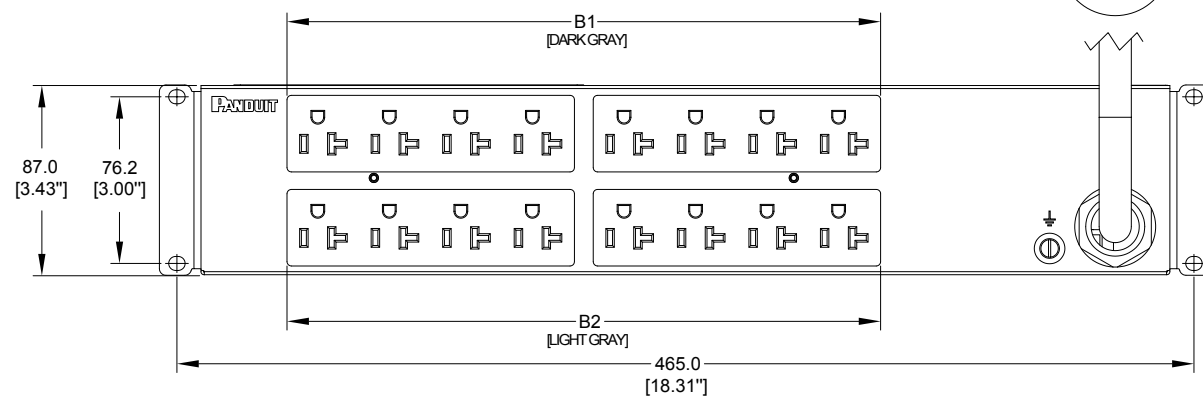 B1
[DARK GRAY]
PANDUIT
87.0
[3.43"]
76.2
[3.00"]
B2
[LIGHT GRAY]
465.0
[18.31"]